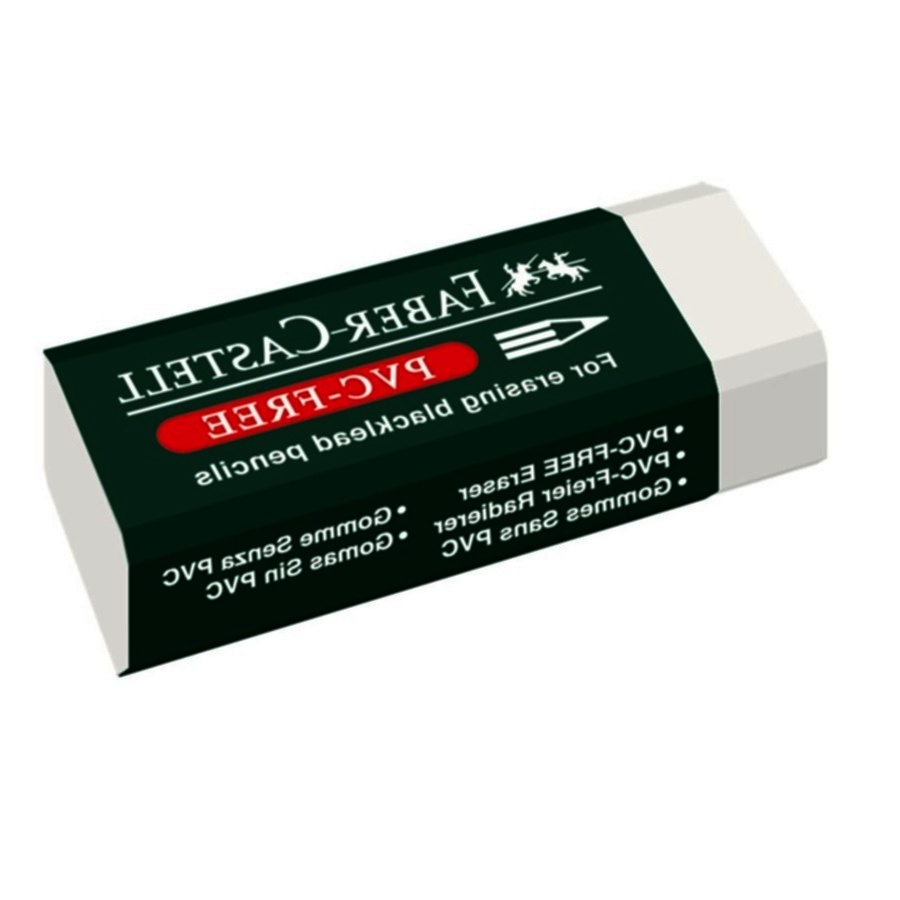 FABER-CASTELL
PVC-FREE
For erasing blacklead pencils
• PVC-FREE Eraser
• PVC-Freier Radierer
• Gommes Sans PVC
• Gomme Senza PVC
• Gomas Sin PVC